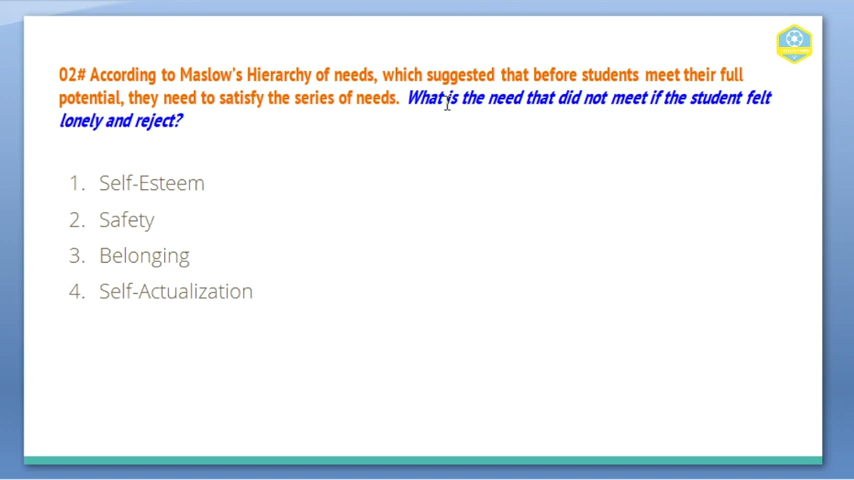 02# According to Maslow's Hierarchy of needs, which suggested that before students meet their full
potential, they need to satisfy the series of needs. What is the need that did not meet if the student felt
lonely and reject?
1. Self-Esteem
2. Safety
3. Belonging
4. Self-Actualization